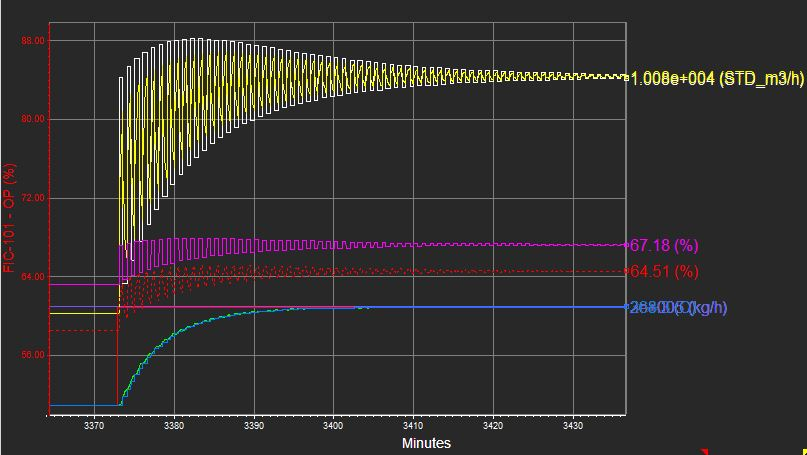 88.00
80.00
72.00
64.00
56.00
FIC-101 - OP (%)
1.008e+004 (STD_m3/h)
67.18 (%)
64.51 (%)
(kg/h)
3370 3380 3390 3400 3410 3420 3430
Minutes